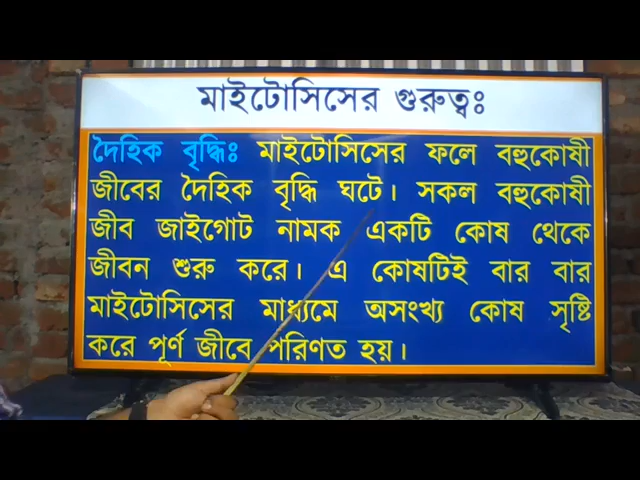 মাইটোসিসের গুরুত্বঃ
দৈহিক বৃদ্ধিঃ মাইটোসিসের ফলে বহুকোষী
জীবের দৈহিক বৃদ্ধি ঘটে। সকল বহুকোষী
জীব জাইগোট নামক একটি কোষ থেকে
জীবন শুরু করে। এ কোষটিই বার বার
মাইটোসিসের মাধ্যমে অসংখ্য কোষ সৃষ্টি
করে পূর্ণ জীবে পরিণত হয়।